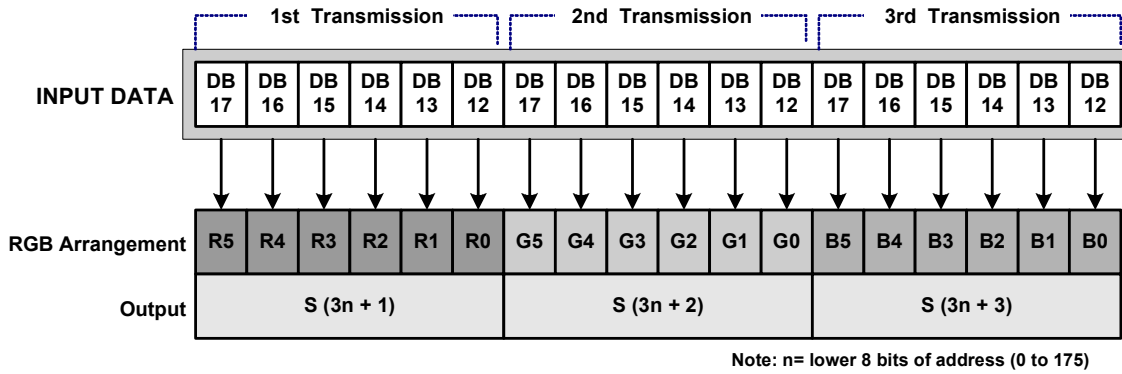 1st Transmission 2nd Transmission 3rd Transmission
INPUT DATA
DB 17 DB 16 DB 15 DB 14 DB 13 DB 12 DB 17 DB 16 DB 15 DB 14 DB 13 DB 12 DB 17 DB 16 DB 15 DB 14 DB 13 DB 12
RGB Arrangement R5 R4 R3 R2 R1 R0 G5 G4 G3 G2 G1 G0 B5 B4 B3 B2 B1 B0
Output S (3n + 1) S (3n + 2) S (3n + 3)
Note: n= lower 8 bits of address (0 to 175)